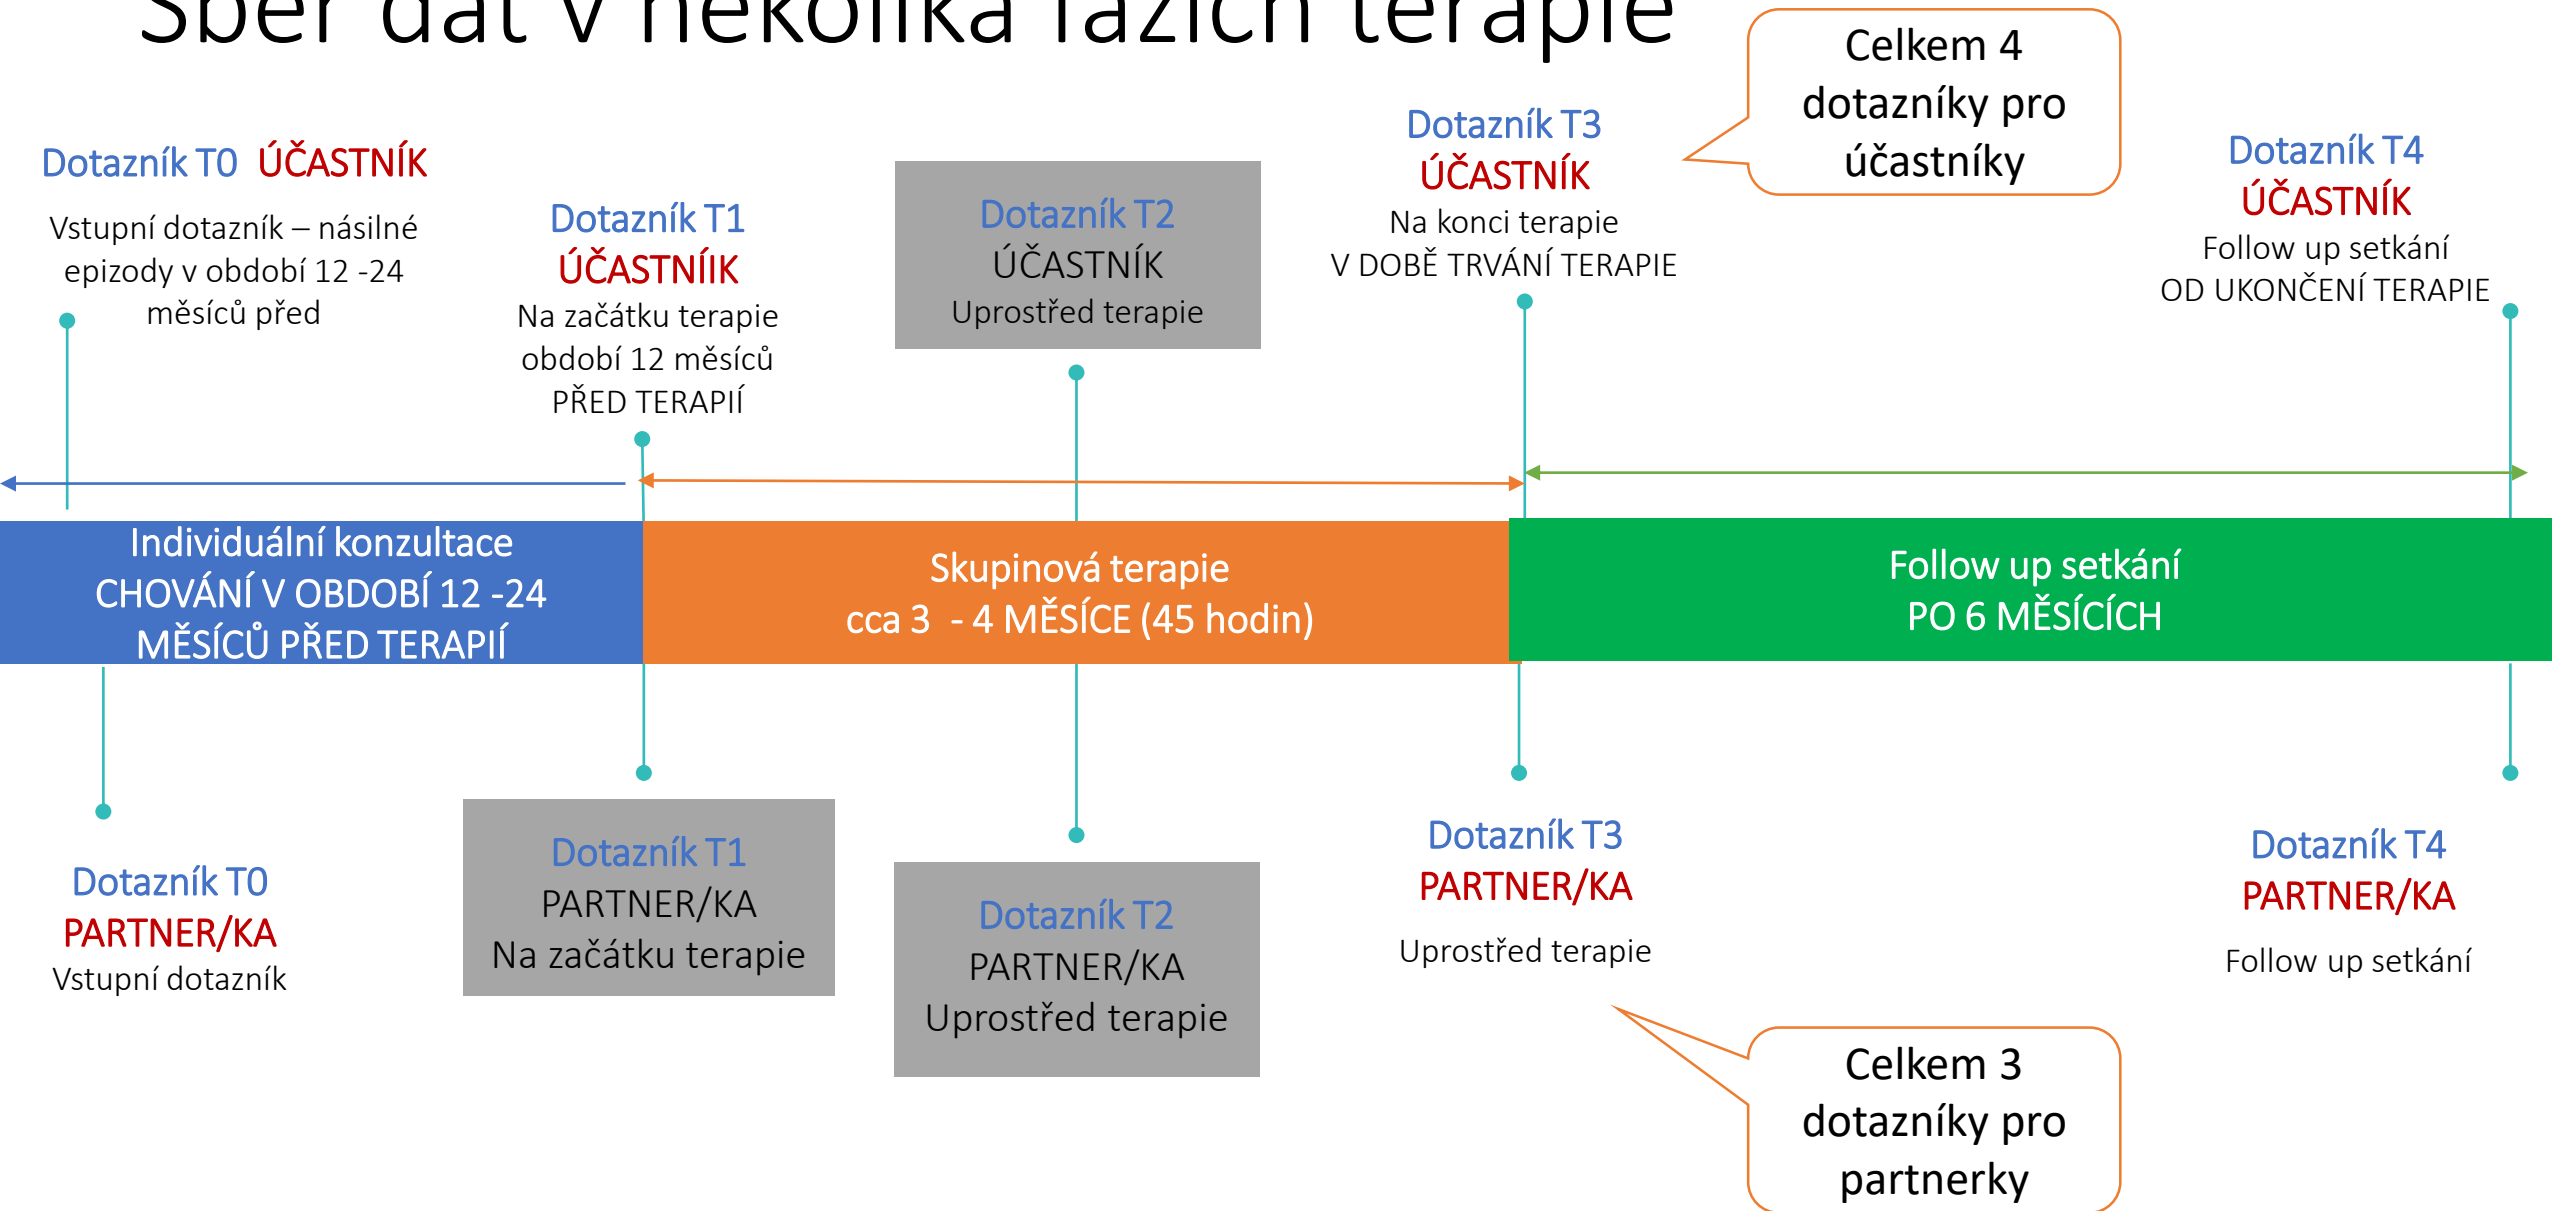 Sběr dat v několika fázích terapie
Celkem 4
dotazníky pro
účastníky
Dotazník T0 ÚČASTNÍK
Vstupní dotazník – násilné
epizody v období 12 -24
měsíců před
Dotazník T1
ÚČASTNÍIK
Na začátku terapie
období 12 měsíců
PŘED TERAPIÍ
Dotazník T2
ÚČASTNÍK
Uprostřed terapie
Dotazník T3
ÚČASTNÍK
Na konci terapie
V DOBĚ TRVÁNÍ TERAPIE
Dotazník T4
ÚČASTNÍK
Follow up setkání
OD UKONČENÍ TERAPIE
Individuální konzultace
CHOVÁNÍ V OBDOBÍ 12 -24
MĚSÍCŮ PŘED TERAPIÍ
Skupinová terapie
cca 3 - 4 MĚSÍCE (45 hodin)
Follow up setkání
PO 6 MĚSÍCÍCH
Dotazník T0
PARTNER/KA
Vstupní dotazník
Dotazník T1
PARTNER/KA
Na začátku terapie
Dotazník T2
PARTNER/KA
Uprostřed terapie
Dotazník T3
PARTNER/KA
Uprostřed terapie
Dotazník T4
PARTNER/KA
Follow up setkání
Celkem 3
dotazníky pro
partnerky